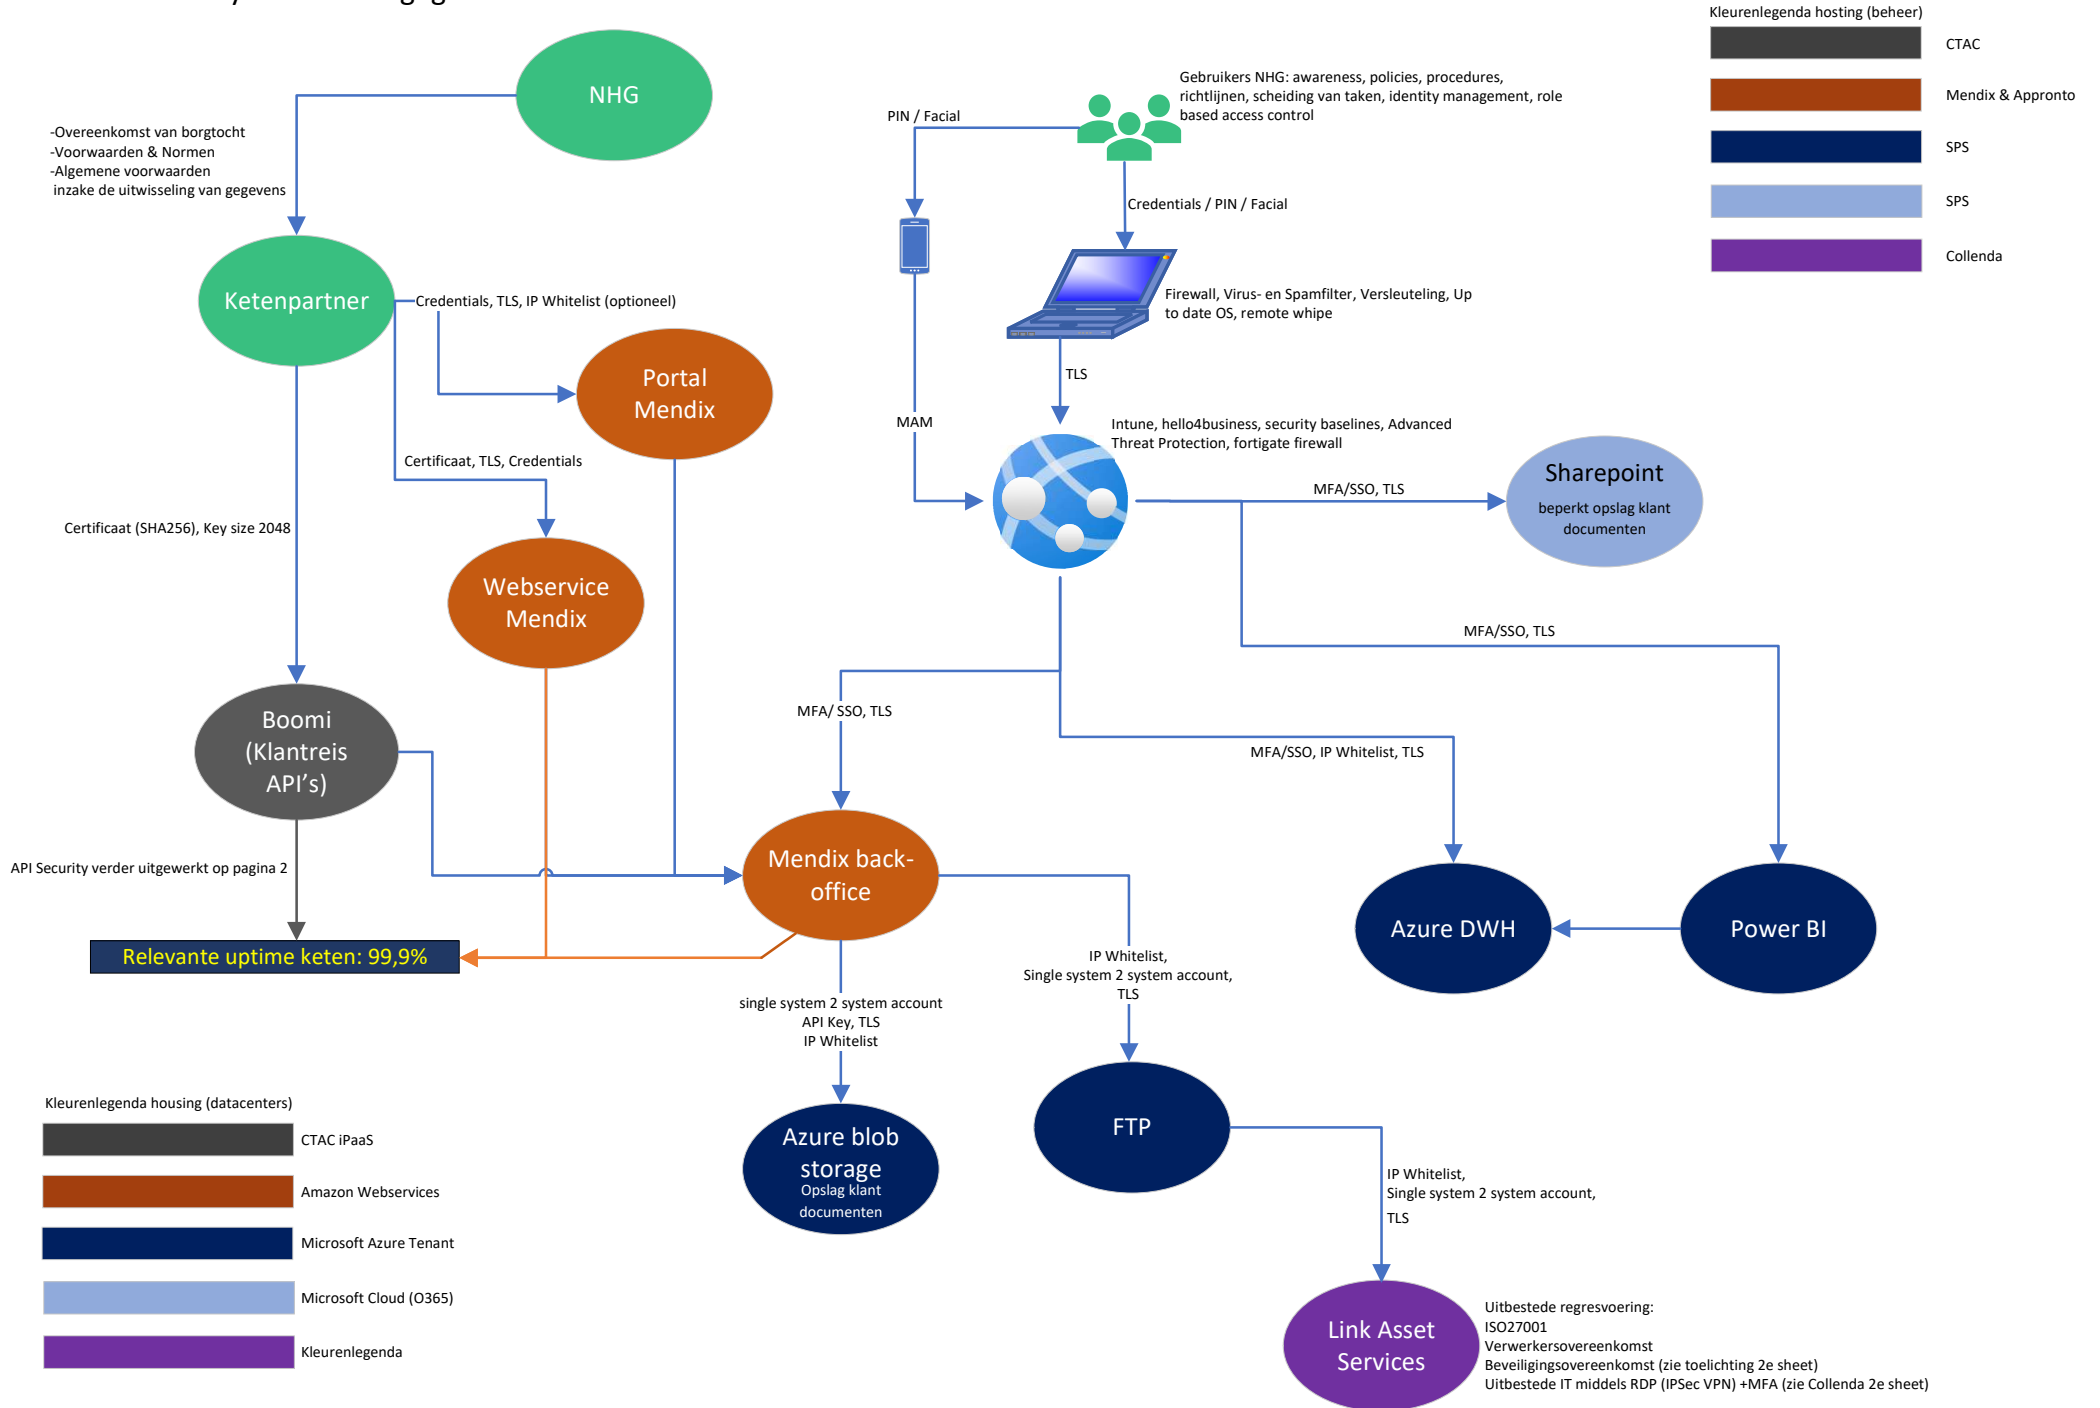 Kleurenlegenda hosting (beheer)
CTAC
Mendix & Appronto
SPS
SPS
Collenda
NHG
-Overeenkomst van borgtocht
-Voorwaarden & Normen
-Algemene voorwaarden
inzake de uitwisseling van gegevens
Gebruikers NHG: awareness, policies, procedures,
richtlijnen, scheiding van taken, identity management, role
based access control
PIN / Facial
Credentials / PIN / Facial
Ketenpartner
Credentials, TLS, IP Whitelist (optioneel)
Firewall, Virus- en Spamfilter, Versleuteling, Up
to date OS, remote whipe
Portal
Mendix
TLS
MAM
Intune, hello4business, security baselines, Advanced
Threat Protection, fortigate firewall
Certificaat, TLS, Credentials
Sharepoint
beperkt opslag klant
documenten
MFA/SSO, TLS
Certificaat (SHA256), Key size 2048
Webservice
Mendix
MFA/SSO, TLS
Boomi
(Klantreis
API's)
MFA/ SSO, TLS
MFA/SSO, IP Whitelist, TLS
API Security verder uitgewerkt op pagina 2
Mendix back-
office
Azure DWH
Power BI
Relevante uptime keten: 99,9%
IP Whitelist,
Single system 2 system account,
TLS
single system 2 system account
API Key, TLS
IP Whitelist
Azure blob
storage
Opslag klant
documenten
FTP
IP Whitelist,
Single system 2 system account,
TLS
Kleurenlegenda housing (datacenters)
CTAC iPaaS
Amazon Webservices
Microsoft Azure Tenant
Microsoft Cloud (O365)
Kleurenlegenda
Link Asset
Services
Uitbestede regresvoering:
ISO27001
Verwerkersovereenkomst
Beveiligingsovereenkomst (zie toelichting 2e sheet)
Uitbestede IT middels RDP (IPSec VPN) +MFA (zie Collenda 2e sheet)